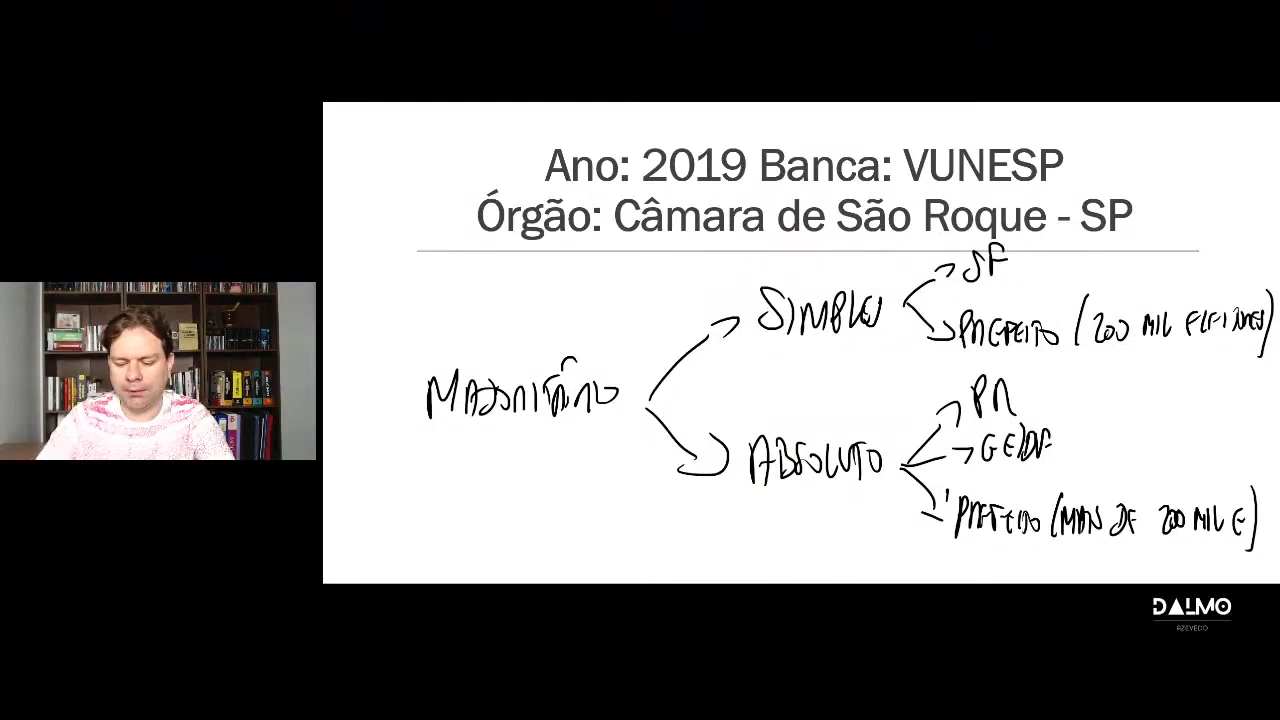 Ano: 2019 Banca: VUNESP
Órgão: Câmara de São Roque - SP
SF
SIMPLES
PREFEITO (200 MIL ELEITORES)
MAJORITÁRIO
PR
GE/DF
ABSOLUTO
PREFEITO (MAIS DE 200 MIL E)
DALMO
AZEVEDO